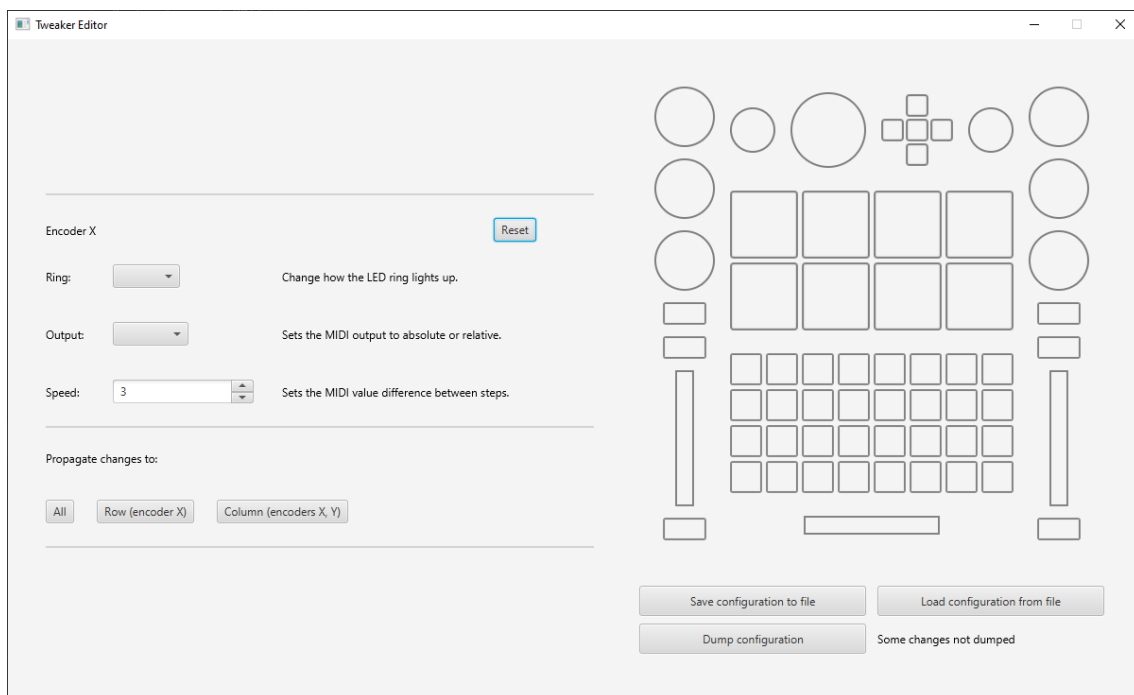 Tweaker Editor
Encoder X
Reset
Ring:
Change how the LED ring lights up.
Output:
Sets the MIDI output to absolute or relative.
Speed:
3
Sets the MIDI value difference between steps.
Propagate changes to:
All
Row (encoder X)
Column (encoders X, Y)
Save configuration to file
Load configuration from file
Dump configuration
Some changes not dumped